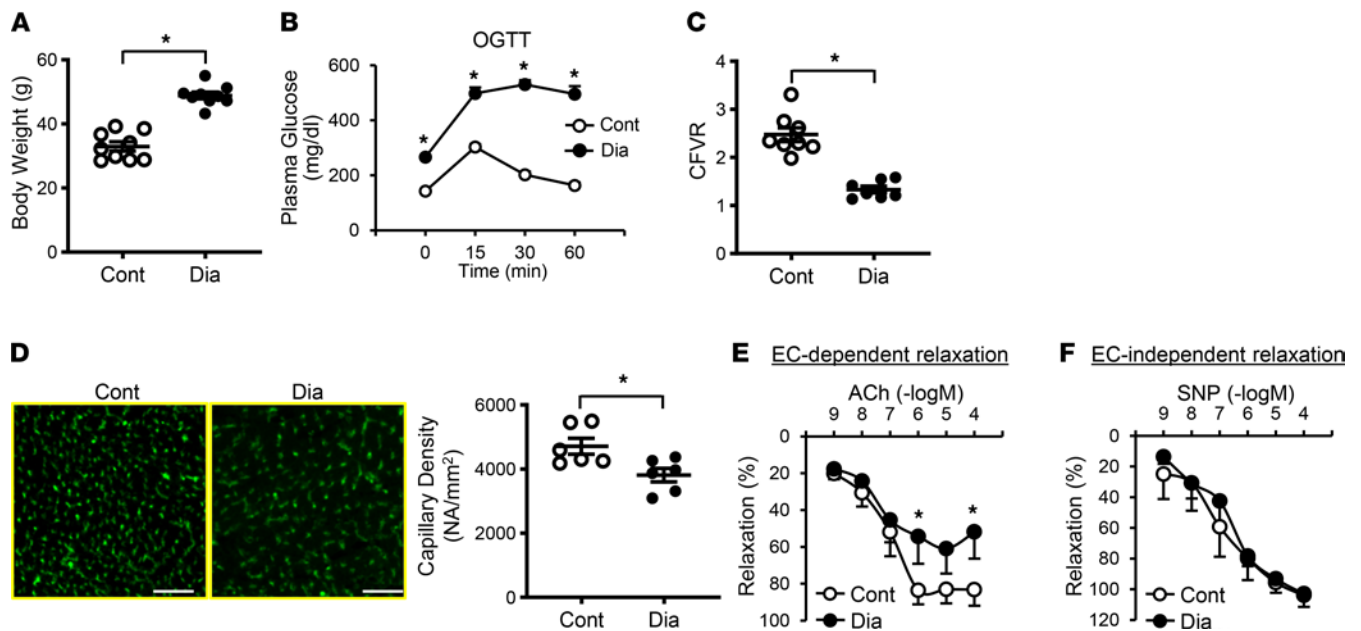 A
Body Weight (g)
60
40
20
0
*
Cont
Dia
B
OGTT
Plasma Glucose
(mg/dl)
600
400
200
0
*
*
*
*
Cont
Dia
0
15
30
60
Time (min)
C
CFVR
4
3
2
1
0
*
Cont
Dia
D
Cont
Dia
Capillary Density
(NA/mm²)
6000
4000
2000
0
*
Cont
Dia
E
EC-dependent relaxation
ACh (-logM)
9 8 7 6 5 4
Relaxation (%)
0
20
40
60
80
100
*
*
Cont
Dia
F
EC-independent relaxation
SNP (-logM)
9 8 7 6 5 4
Relaxation (%)
0
20
40
60
80
100
120
Cont
Dia